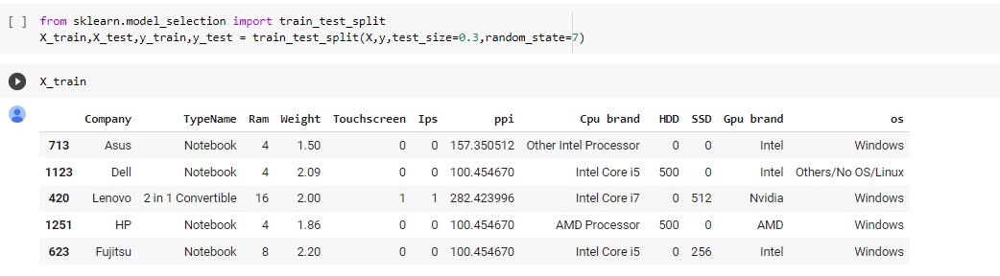 [ ] from sklearn.model_selection import train_test_split
X_train,X_test,y_train,y_test = train_test_split(X,y,test_size=0.3,random_state=7)
X_train
Company TypeName Ram Weight Touchscreen Ips ppi Cpu brand HDD SSD Gpu brand os
713 Asus Notebook 4 1.50 0 0 157.350512 Other Intel Processor 0 0 Intel Windows
1123 Dell Notebook 4 2.09 0 0 100.454670 Intel Core i5 500 0 Intel Others/No OS/Linux
420 Lenovo 2 in 1 Convertible 16 2.00 1 1 282.423996 Intel Core i7 0 512 Nvidia Windows
1251 HP Notebook 4 1.86 0 0 100.454670 AMD Processor 500 0 AMD Windows
623 Fujitsu Notebook 8 2.20 0 0 100.454670 Intel Core i5 0 256 Intel Windows